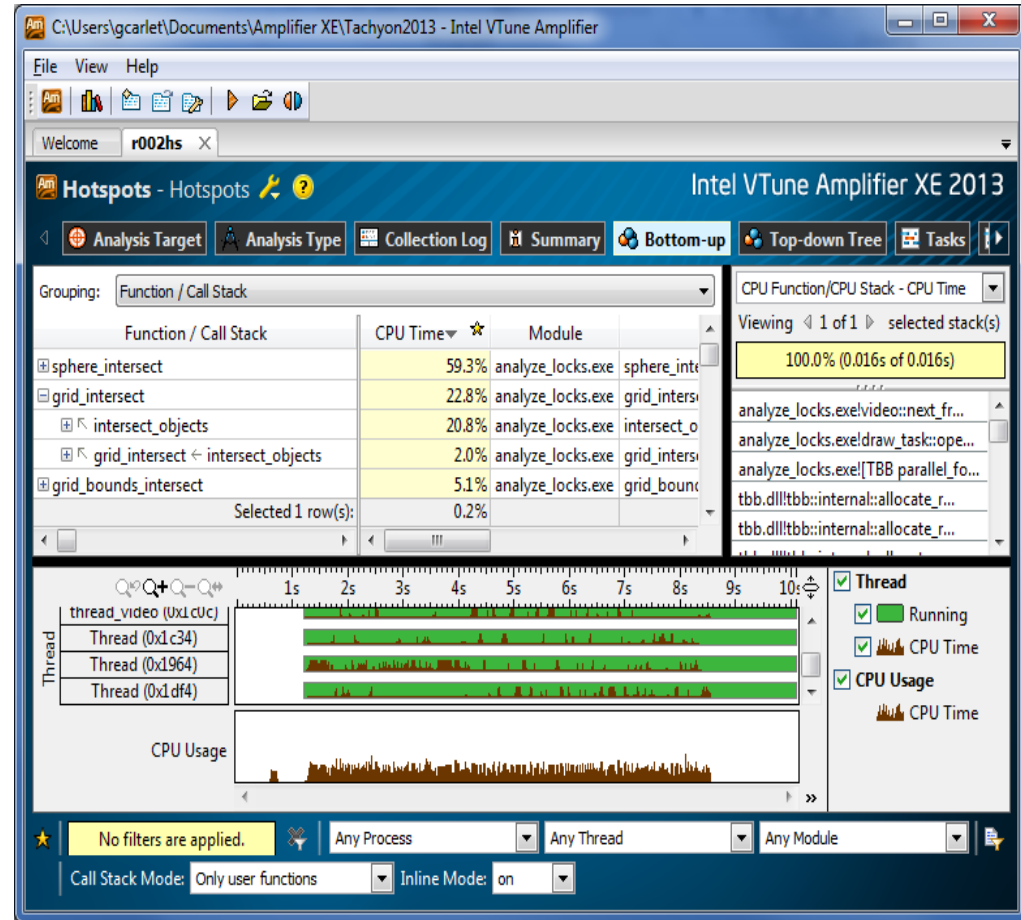 C:\Users\gcarlet\Documents\Amplifier XE\Tachyon2013 - Intel VTune Amplifier
File View Help
Welcome r002hs
Hotspots - Hotspots Intel VTune Amplifier XE 2013
Analysis Target Analysis Type Collection Log Summary Bottom-up Top-down Tree Tasks
Grouping: Function / Call Stack
Function / Call Stack CPU Time Module
sphere_intersect 59.3% analyze_locks.exe sphere_inte
grid_intersect 22.8% analyze_locks.exe grid_inters
intersect_objects 20.8% analyze_locks.exe intersect_o
grid_intersect ← intersect_objects 2.0% analyze_locks.exe grid_inters
grid_bounds_intersect 5.1% analyze_locks.exe grid_boun
Selected 1 row(s): 0.2%
CPU Function/CPU Stack - CPU Time
Viewing 1 of 1 selected stack(s)
100.0% (0.016s of 0.016s)
analyze_locks.exe!video::next_fr...
analyze_locks.exe!draw_task::ope...
analyze_locks.exe![TBB parallel_fo...
tbb.dll!tbb::internal::allocate_r...
tbb.dll!tbb::internal::allocate_r...
1s 2s 3s 4s 5s 6s 7s 8s 9s 10s
Thread
thread_video (0x1c0c)
Thread (0x1c34)
Thread (0x1964)
Thread (0x1df4)
CPU Usage
Thread
Running
CPU Time
CPU Usage
CPU Time
No filters are applied. Any Process Any Thread Any Module
Call Stack Mode: Only user functions Inline Mode: on